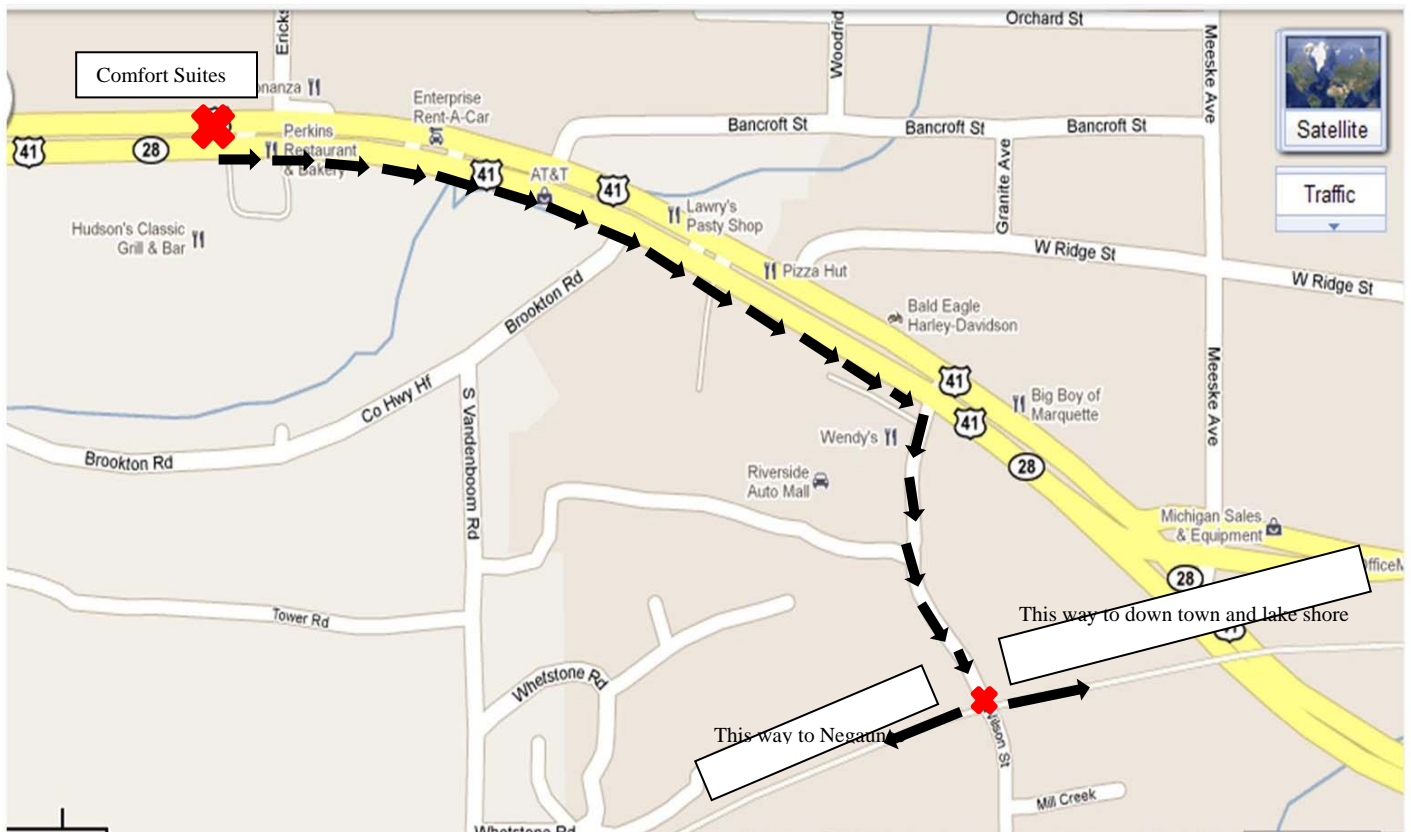 Orchard St
Meeske Ave
Woodrid
Ericks
Comfort Suites
onanza
Enterprise
Rent-A-Car
Satellite
Bancroft St
Bancroft St
Bancroft St
41
28
Perkins
Restaurant
& Bakery
41
AT&T
41
Granite Ave
Traffic
Lawry's
Pasty Shop
Hudson's Classic
Grill & Bar
W Ridge St
W Ridge St
Pizza Hut
Brookton Rd
Bald Eagle
Harley-Davidson
Meeske Ave
Co Hwy Hf
S Vandenboom Rd
41
Big Boy of
Marquette
41
Wendy's
Brookton Rd
28
Riverside
Auto Mall
Michigan Sales
& Equipment
28
Tower Rd
This way to down town and lake shore
Whetstone Rd
This way to Negaun
Wilson St
Mill Creek
Whetstone Rd